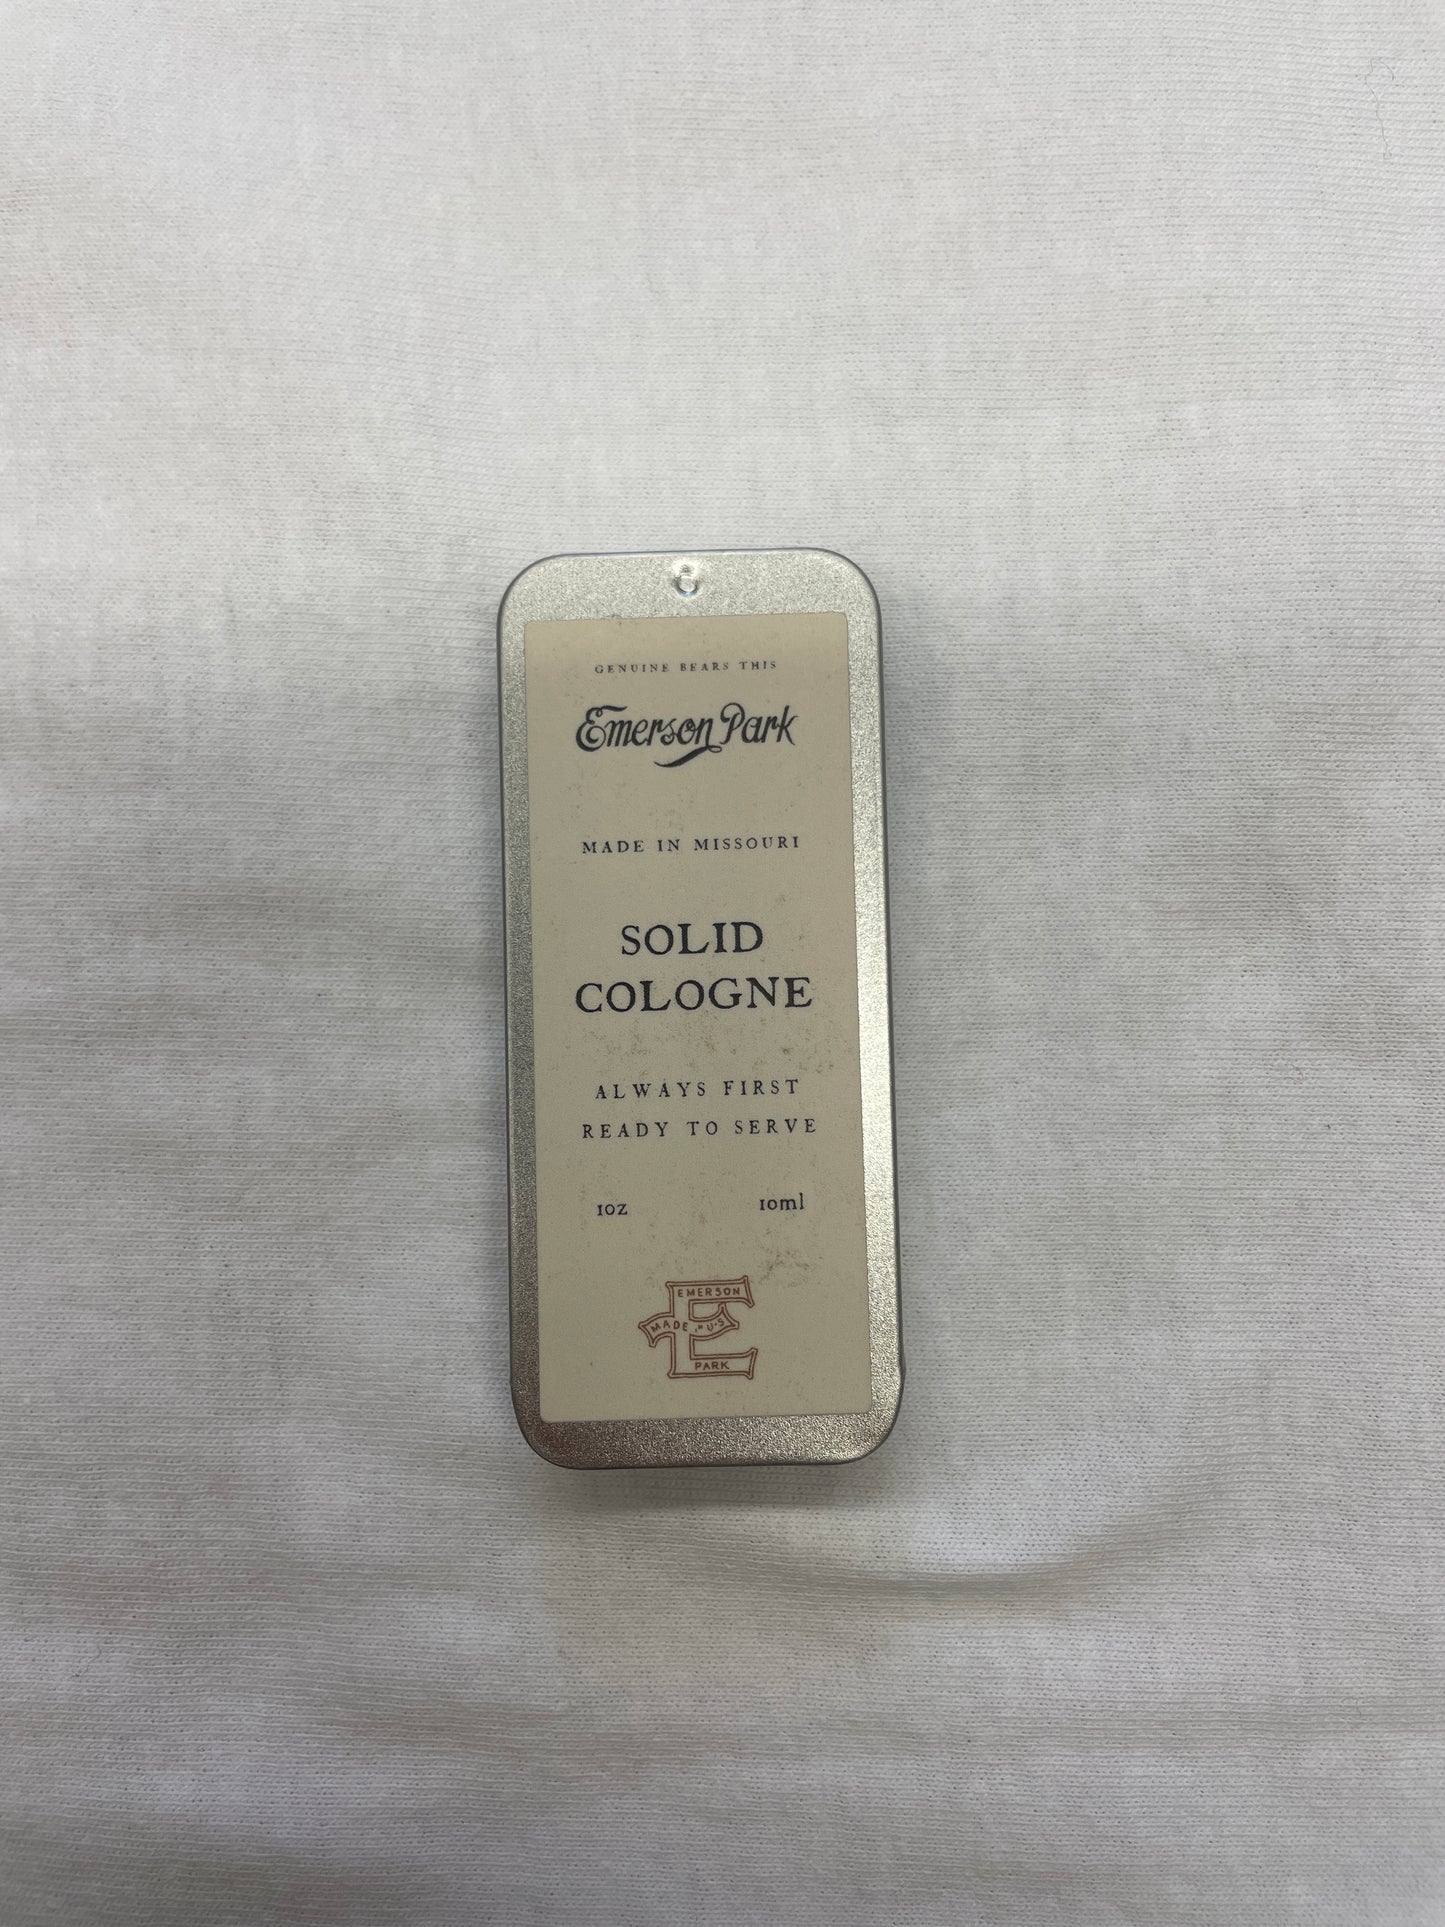 GENUINE BEARS THIS
Emerson Park
MADE IN MISSOURI
SOLID
COLOGNE
ALWAYS FIRST
READY TO SERVE
1oz 10ml
EMERSON
MADE IN U.S
PARK